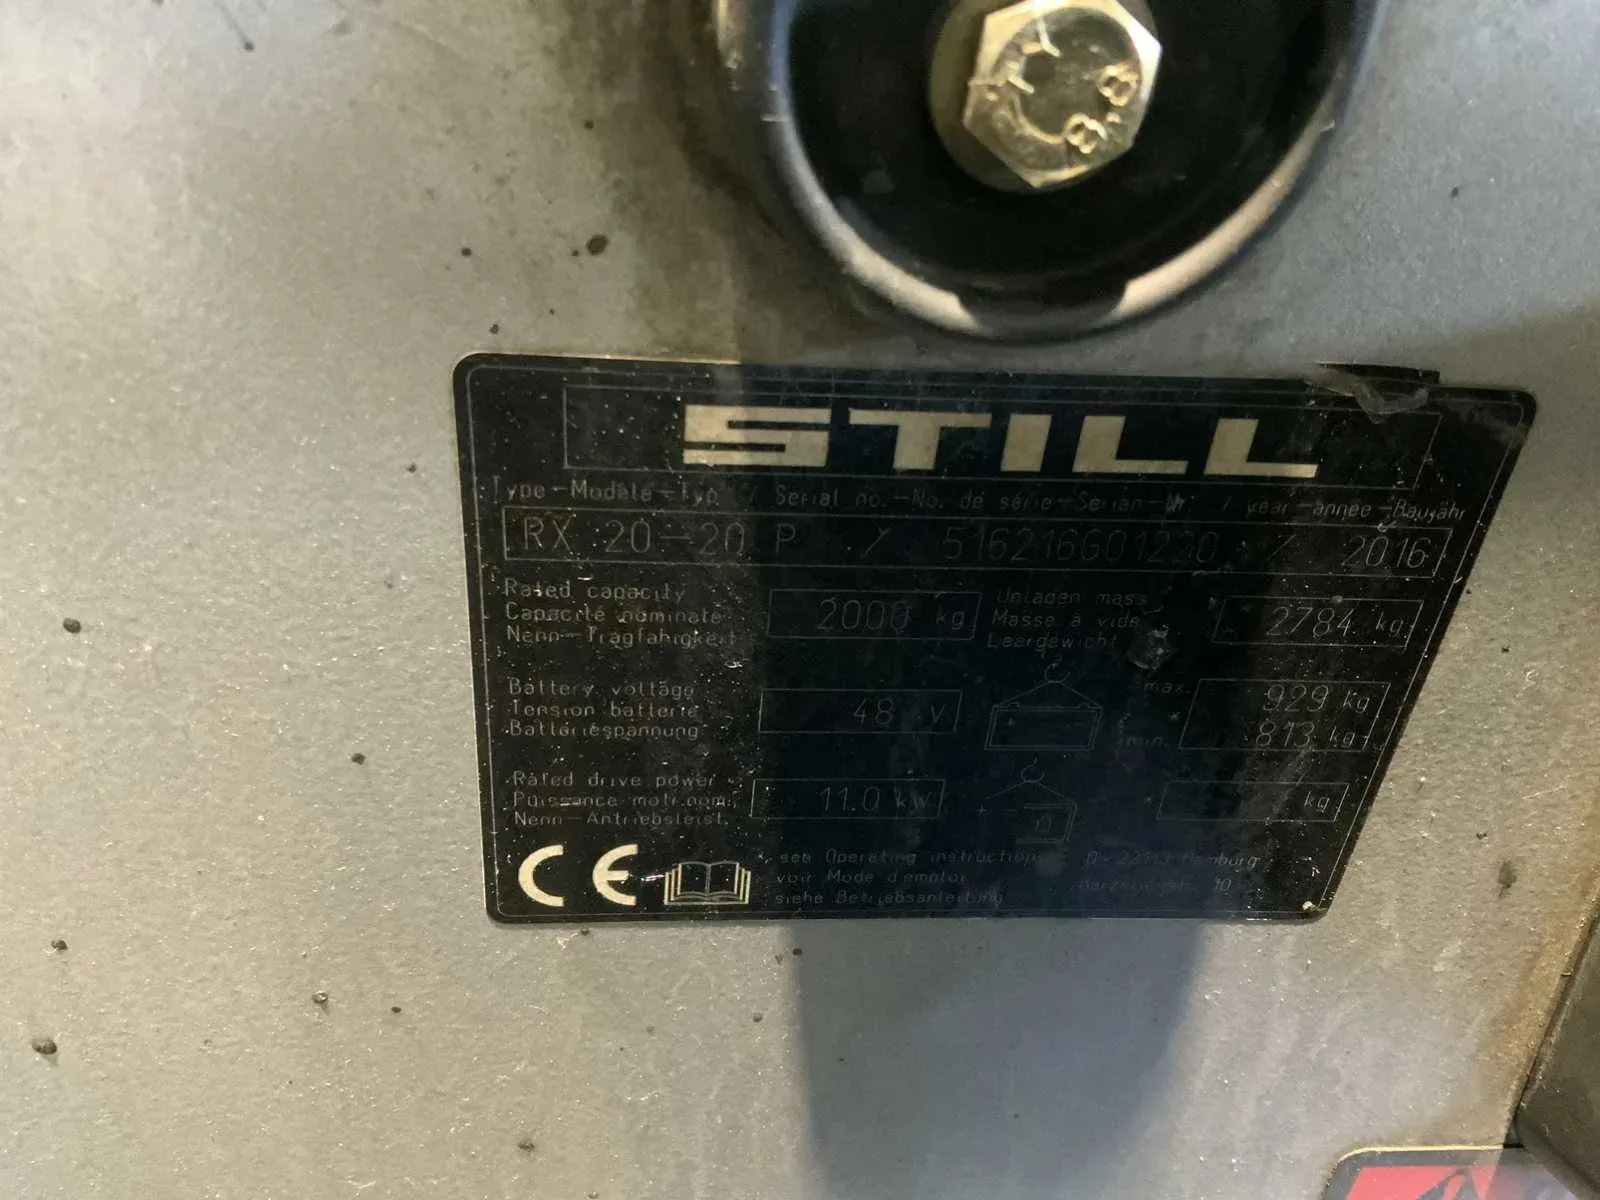 8.8
STILL
Type-Modèle-Typ / Serial no.-No. de série-Serien-Nr / year-année-Baujahr
RX 20-20 P / 516216G01220 / 2016
Rated capacity
Capacité nominale
Nenn-Tragfähigkeit
2000 kg
Unladen mass
Masse à vide
Leergewicht
2784 kg
Battery voltage
Tension batterie
Batteriespannung
48 V
max. 929 kg
min. 813 kg
Rated drive power
Puissance mot.nom.
Nenn-Antriebsleist.
11.0 kW
kg
CE
see Operating instructions
voir Mode d'emploi
siehe Betriebsanleitung
D-22113 Hamburg
10